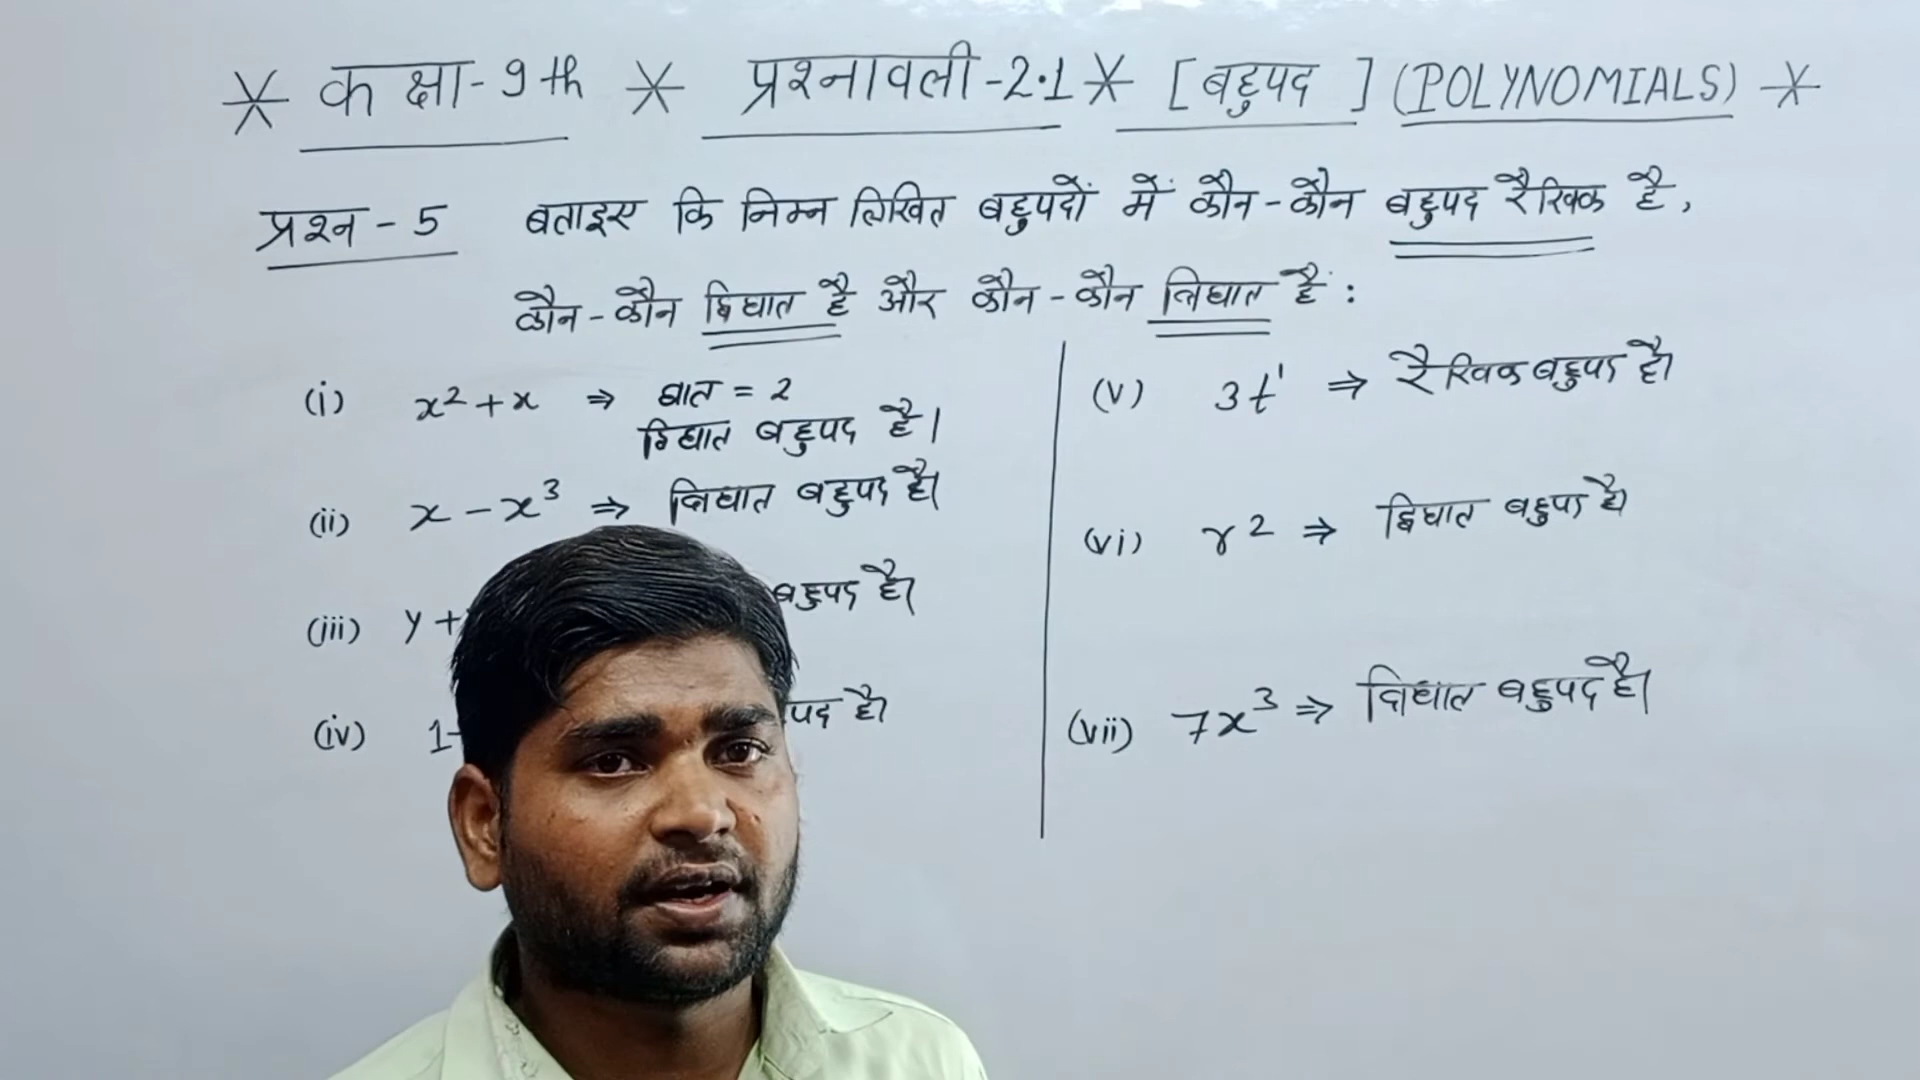 * कक्षा-9th * प्रश्नावली-2.1 * [बहुपद] (POLYNOMIALS) *
प्रश्न-5 बताइए कि निम्न लिखित बहुपदों में कौन-कौन बहुपद रैखिक है,
कौन-कौन द्विघात है और कौन-कौन त्रिघात है:
(i) x² + x ⇒ घात = 2
द्विघात बहुपद है।
(ii) x - x³ ⇒ त्रिघात बहुपद है।
(iii) y + बहुपद है।
(iv) 1- पद है।
(v) 3t¹ ⇒ रैखिक बहुपद है।
(vi) r² ⇒ द्विघात बहुपद है।
(vii) 7x³ ⇒ त्रिघात बहुपद है।